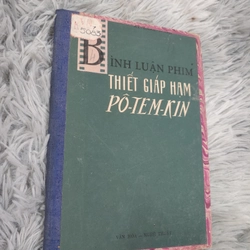 BÌNH LUẬN PHIM
THIẾT GIÁP HẠM
PÔ-TEM-KIN